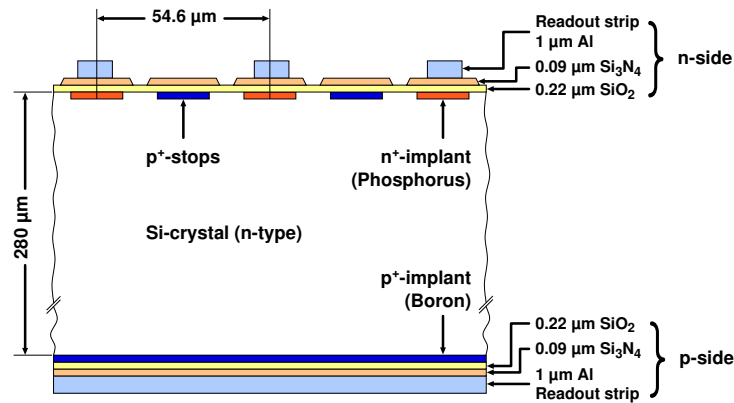 54.6 µm
Readout strip
1 µm Al
0.09 µm Si₃N₄
0.22 µm SiO₂
n-side
p⁺-stops
n⁺-implant
(Phosphorus)
280 µm
Si-crystal (n-type)
p⁺-implant
(Boron)
0.22 µm SiO₂
0.09 µm Si₃N₄
1 µm Al
Readout strip
p-side